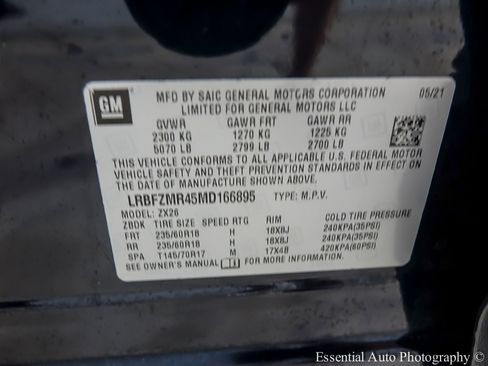 GM
MFD BY SAIC GENERAL MOTORS CORPORATION 05/21
LIMITED FOR GENERAL MOTORS LLC
GVWR GAWR FRT GAWR RR
2300 KG 1270 KG 1225 KG
5070 LB 2799 LB 2700 LB
THIS VEHICLE CONFORMS TO ALL APPLICABLE U.S. FEDERAL MOTOR
VEHICLE SAFETY AND THEFT PREVENTION STANDARDS IN EFFECT ON
THE DATE OF MANUFACTURE SHOWN ABOVE.
LRBFZMR45MD166895 TYPE: M.P.V.
MODEL: ZX26
ZBDK TIRE SIZE SPEED RTG RIM COLD TIRE PRESSURE
FRT 235/60R18 H 18X8J 240KPA(35PSI)
RR 235/60R18 H 18X8J 240KPA(35PSI)
SPA T145/70R17 M 17X4B 420KPA(60PSI)
SEE OWNER'S MANUAL FOR MORE INFORMATION.
Essential Auto Photography ©